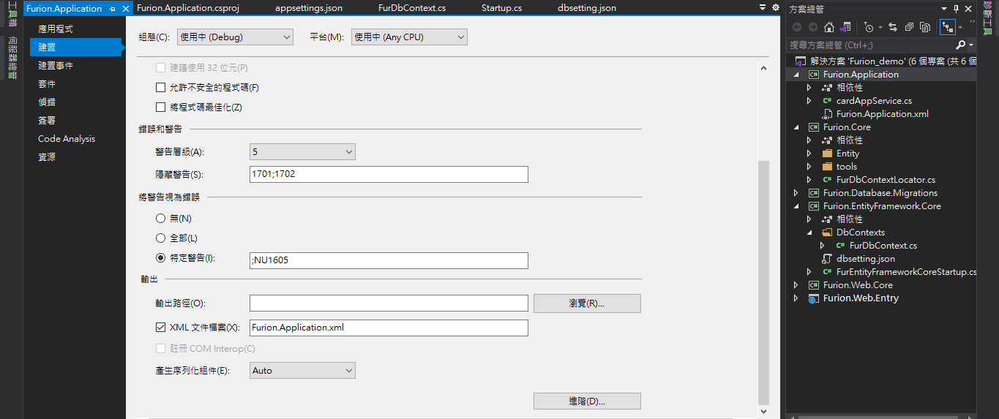 工具箱
伺服器總管
Furion.Application
Furion.Application.csproj
appsettings.json
FurDbContext.cs
Startup.cs
dbsetting.json
應用程式
建置
建置事件
套件
偵錯
簽署
Code Analysis
資源
組態(C):
使用中 (Debug)
平台(M):
使用中 (Any CPU)
建議使用 32 位元(P)
允許不安全的程式碼(F)
將程式碼最佳化(Z)
錯誤和警告
警告層級(A):
5
隱藏警告(S):
1701;1702
將警告視為錯誤
無(N)
全部(L)
特定警告(I):
;NU1605
輸出
輸出路徑(O):
瀏覽(R)...
XML 文件檔案(X):
Furion.Application.xml
註冊 COM Interop(C)
產生序列化組件(E):
Auto
進階(D)...
方案總管
搜尋方案總管 (Ctrl+;)
解決方案 'Furion_demo' (6 個專案 (共 6 個
C# Furion.Application
相依性
C# cardAppService.cs
Furion.Application.xml
C# Furion.Core
相依性
Entity
tools
C# FurDbContextLocator.cs
C# Furion.Database.Migrations
C# Furion.EntityFramework.Core
相依性
DbContexts
C# FurDbContext.cs
dbsetting.json
C# FurEntityFrameworkCoreStartup.cs
C# Furion.Web.Core
Furion.Web.Entry
診斷工具